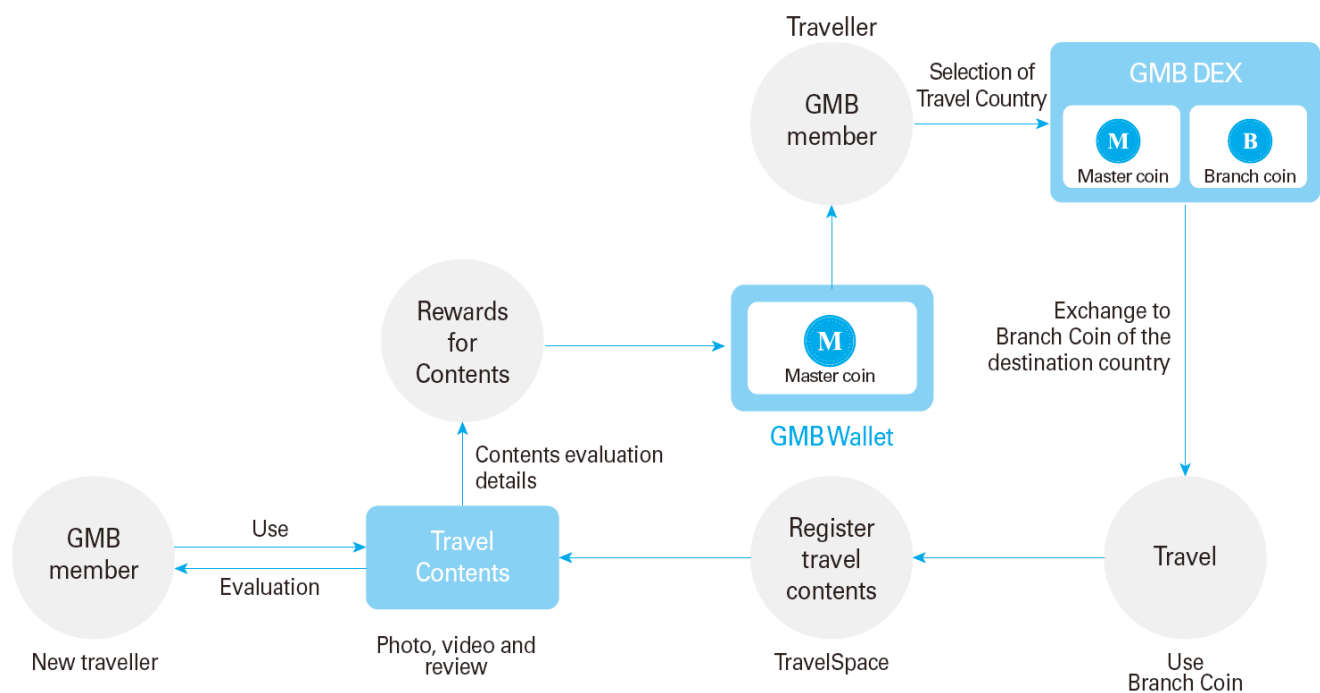 Traveller
GMB
member
Selection of
Travel Country
GMB DEX
M
Master coin
B
Branch coin
Rewards
for
Contents
M
Master coin
GMB Wallet
Exchange to
Branch Coin of the
destination country
Contents evaluation
details
GMB
member
New traveller
Use
Evaluation
Travel
Contents
Photo, video and
review
Register
travel
contents
TravelSpace
Travel
Use
Branch Coin